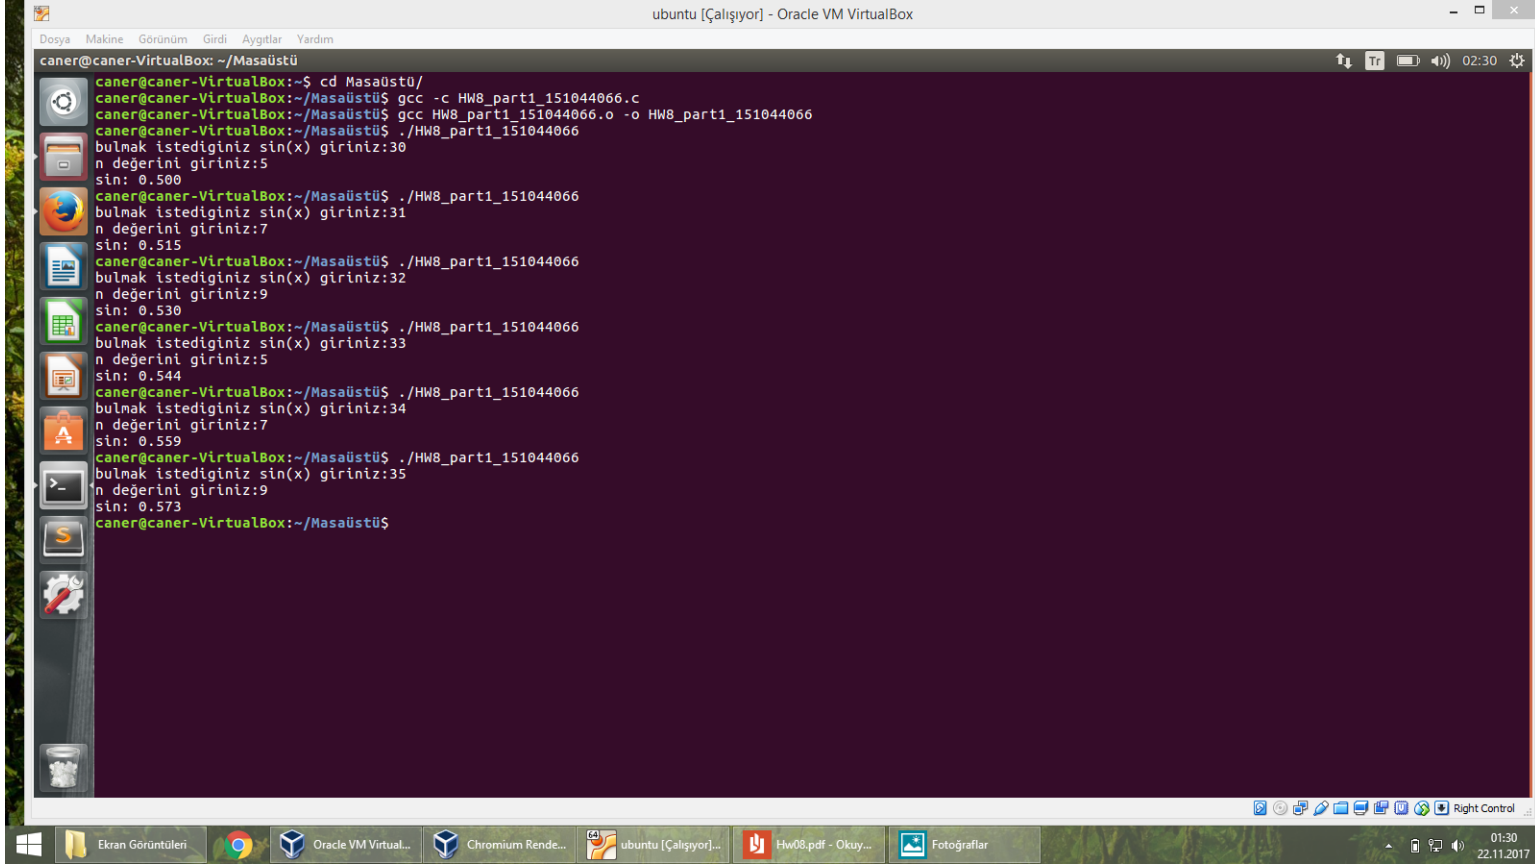 ubuntu [Çalışıyor] - Oracle VM VirtualBox
Dosya Makine Görünüm Girdi Aygıtlar Yardım
caner@caner-VirtualBox: ~/Masaüstü Tr 02:30
caner@caner-VirtualBox:~$ cd Masaüstü/
caner@caner-VirtualBox:~/Masaüstü$ gcc -c HW8_part1_151044066.c
caner@caner-VirtualBox:~/Masaüstü$ gcc HW8_part1_151044066.o -o HW8_part1_151044066
caner@caner-VirtualBox:~/Masaüstü$ ./HW8_part1_151044066
bulmak istediginiz sin(x) giriniz:30
n değerini giriniz:5
sin: 0.500
caner@caner-VirtualBox:~/Masaüstü$ ./HW8_part1_151044066
bulmak istediginiz sin(x) giriniz:31
n değerini giriniz:7
sin: 0.515
caner@caner-VirtualBox:~/Masaüstü$ ./HW8_part1_151044066
bulmak istediginiz sin(x) giriniz:32
n değerini giriniz:9
sin: 0.530
caner@caner-VirtualBox:~/Masaüstü$ ./HW8_part1_151044066
bulmak istediginiz sin(x) giriniz:33
n değerini giriniz:5
sin: 0.544
caner@caner-VirtualBox:~/Masaüstü$ ./HW8_part1_151044066
bulmak istediginiz sin(x) giriniz:34
n değerini giriniz:7
sin: 0.559
caner@caner-VirtualBox:~/Masaüstü$ ./HW8_part1_151044066
bulmak istediginiz sin(x) giriniz:35
n değerini giriniz:9
sin: 0.573
caner@caner-VirtualBox:~/Masaüstü$
Right Control
Ekran Görüntüleri Oracle VM Virtual... Chromium Rende... 64 ubuntu [Çalışıyor]... Hw08.pdf - Okuy... Fotoğraflar 01:30
22.11.2017